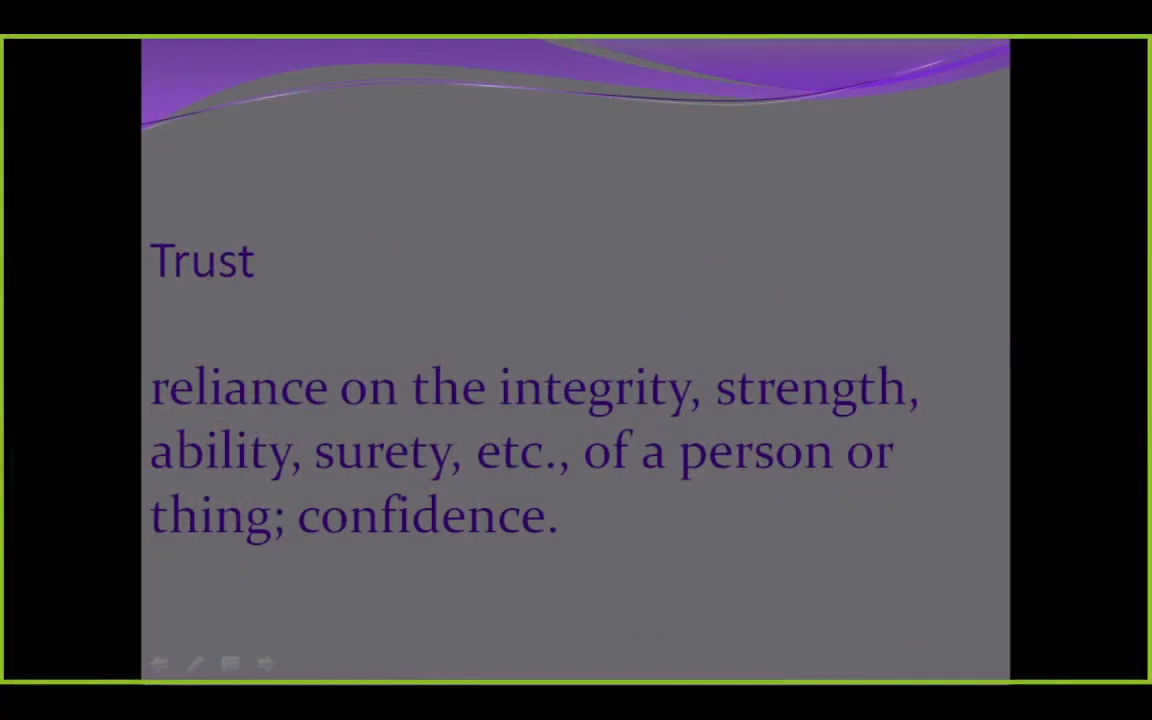 Trust
reliance on the integrity, strength,
ability, surety, etc., of a person or
thing; confidence.